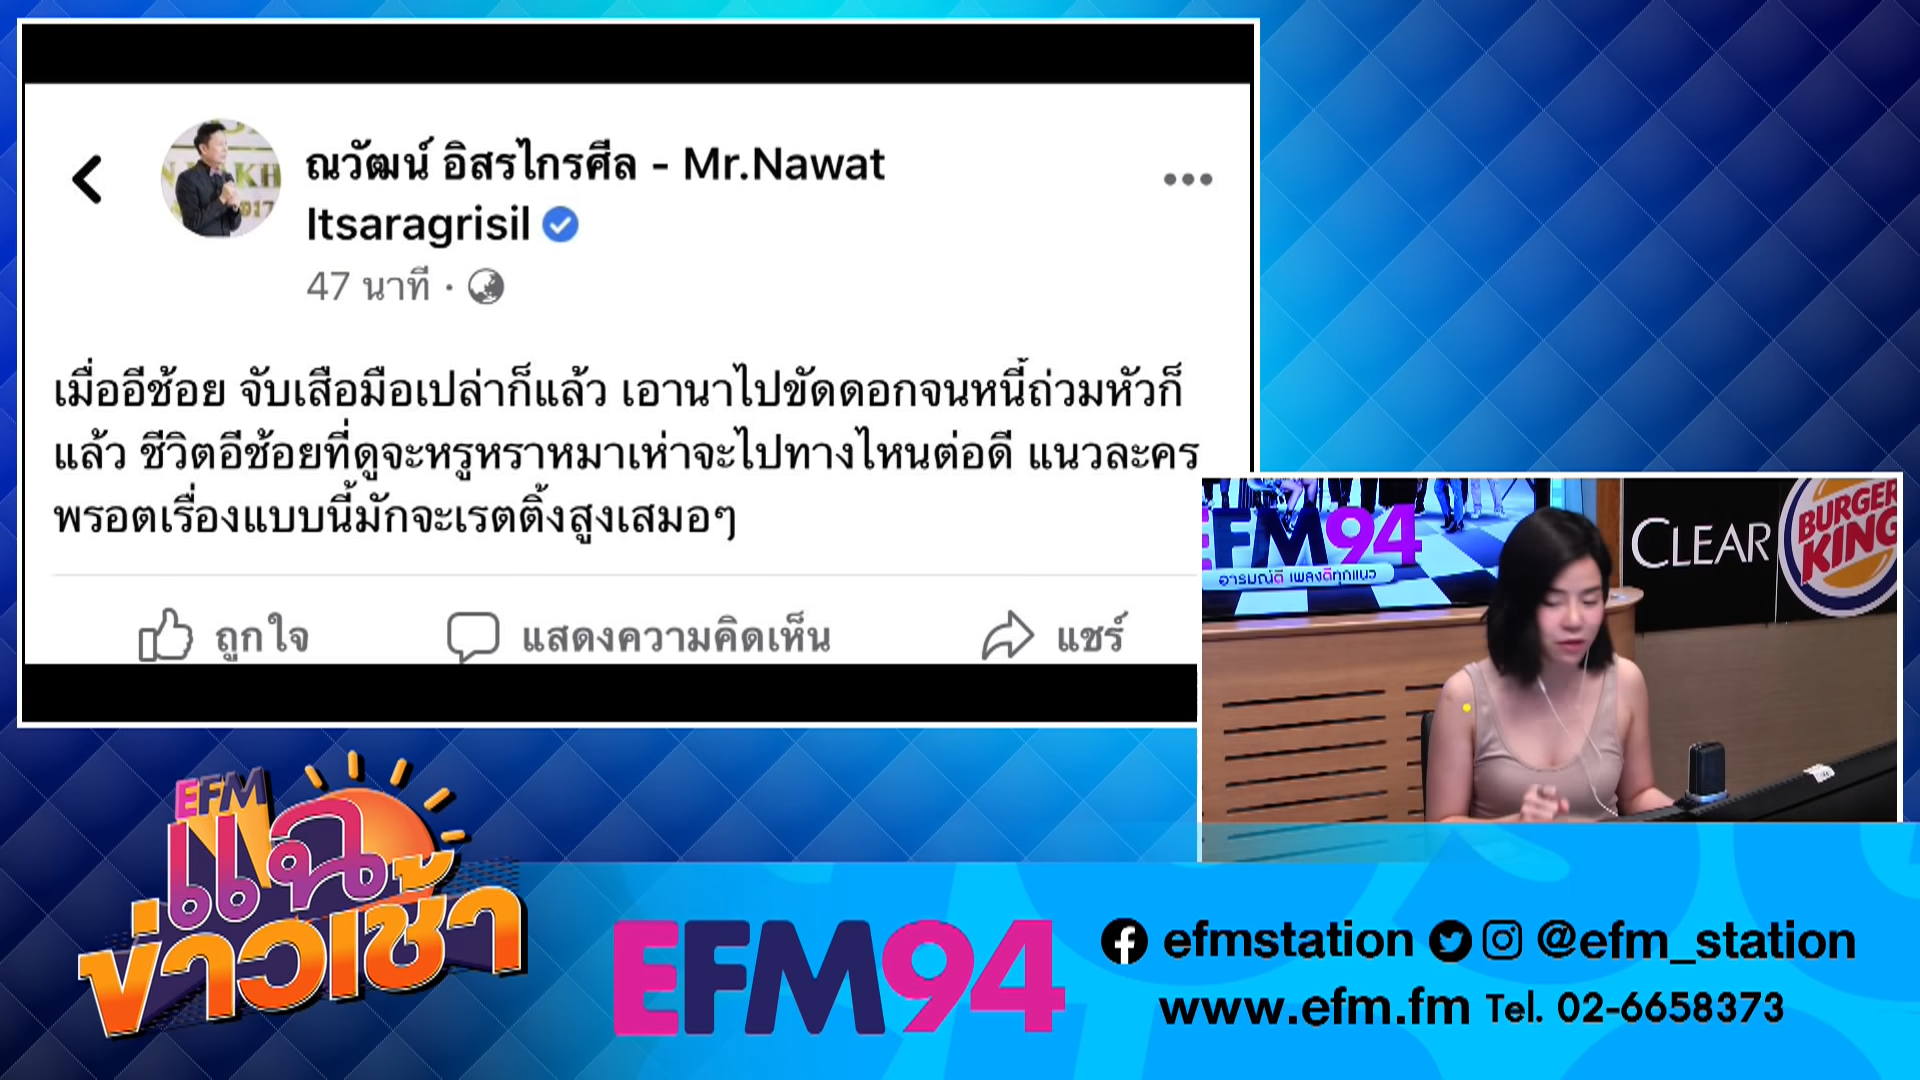 ณวัฒน์ อิสรไกรศีล - Mr.Nawat
Itsaragrisil
47 นาที ·
เมื่ออีช้อย จับเสือมือเปล่าก็แล้ว เอานาไปขัดดอกจนหนี้ถ่วมหัวก็
แล้ว ชีวิตอีช้อยที่ดูจะหรูหราหมาเห่าจะไปทางไหนต่อดี แนวละคร
พรอตเรื่องแบบนี้มักจะเรตติ้งสูงเสมอๆ
ถูกใจ
แสดงความคิดเห็น
แชร์
EFM94
อารมณ์ดี เพลงดีทุกแนว
CLEAR
BURGER
KING
EFM
แฉ
ข่าวเช้า
EFM94
efmstation @efm_station
www.efm.fm Tel. 02-6658373